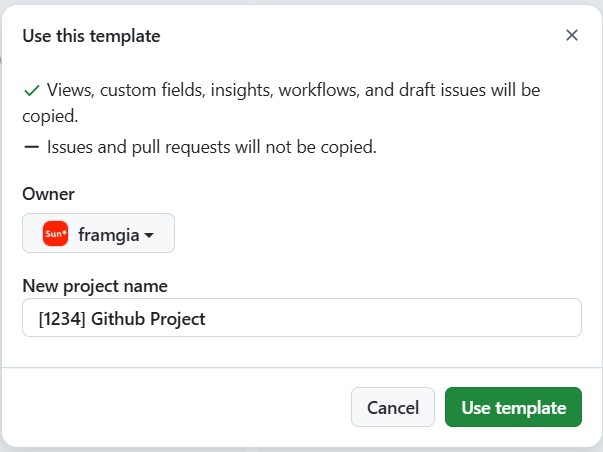 Use this template
Views, custom fields, insights, workflows, and draft issues will be
copied.
Issues and pull requests will not be copied.
Owner
Sun* framgia
New project name
[1234] Github Project
Cancel Use template